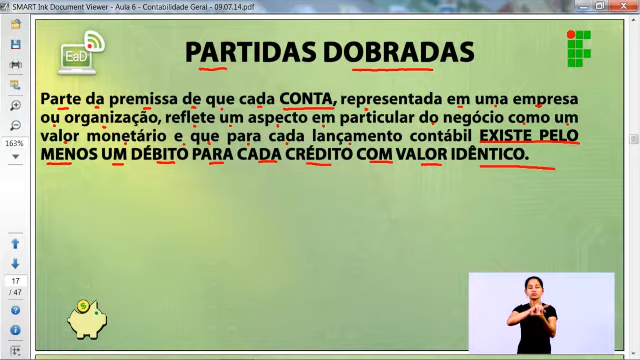 SMART Ink Document Viewer - Aula 6 - Contabilidade Geral - 09.07.14.pdf
EaD
PARTIDAS DOBRADAS
Parte da premissa de que cada CONTA, representada em uma empresa
ou organização, reflete um aspecto em particular do negócio como um
valor monetário e que para cada lançamento contábil EXISTE PELO
MENOS UM DÉBITO PARA CADA CRÉDITO COM VALOR IDÊNTICO.
163%
17
/ 47
$